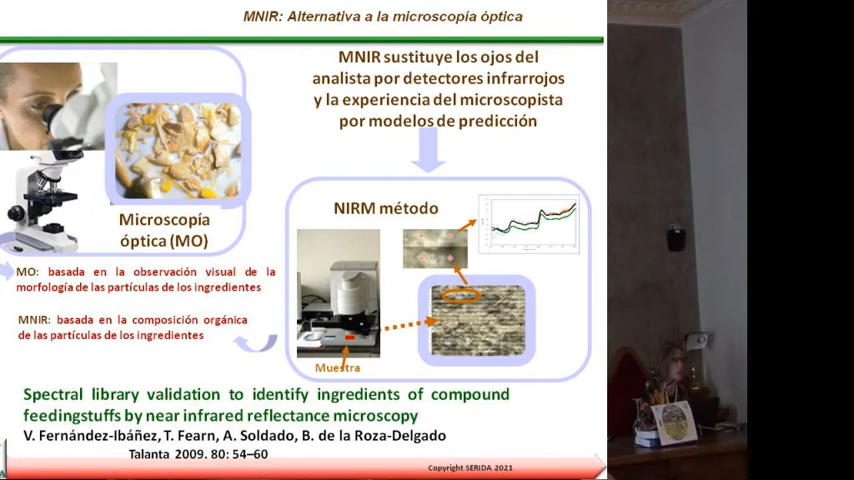 MNIR: Alternativa a la microscopía óptica
MNIR sustituye los ojos del
analista por detectores infrarrojos
y la experiencia del microscopista
por modelos de predicción
Microscopía
óptica (MO)
NIRM método
MO: basada en la observación visual de la
morfología de las partículas de los ingredientes
MNIR: basada en la composición orgánica
de las partículas de los ingredientes
Muestra
Spectral library validation to identify ingredients of compound
feedingstuffs by near infrared reflectance microscopy
V. Fernández-Ibáñez, T. Fearn, A. Soldado, B. de la Roza-Delgado
Talanta 2009. 80: 54–60
Copyright SERIDA 2021